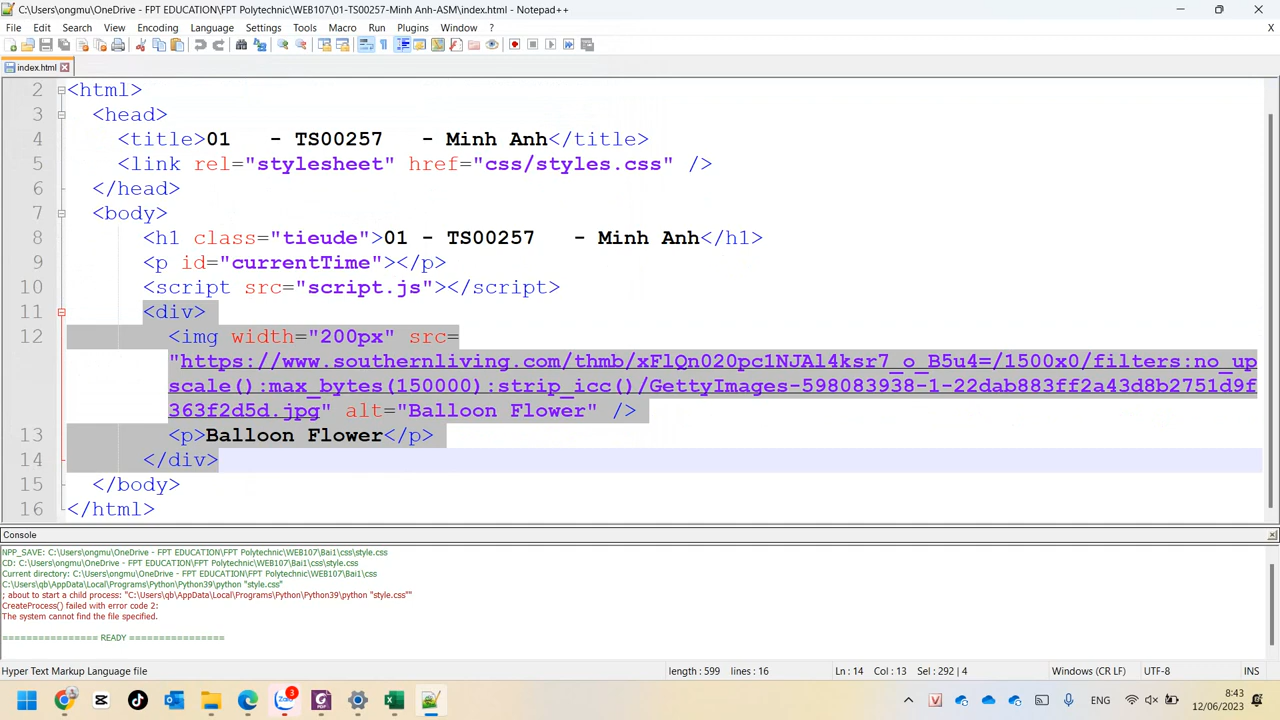 C:\Users\ongmu\OneDrive - FPT EDUCATION\FPT Polytechnic\WEB107\01-TS00257-Minh Anh-ASM\index.html - Notepad++
File Edit Search View Encoding Language Settings Tools Macro Run Plugins Window ? X
index.html
2 <html>
3 <head>
4 <title>01   - TS00257   - Minh Anh</title>
5 <link rel="stylesheet" href="css/styles.css" />
6 </head>
7 <body>
8 <h1 class="tieude">01 - TS00257   - Minh Anh</h1>
9 <p id="currentTime"></p>
10 <script src="script.js"></script>
11 <div>
12 <img width="200px" src=
"https://www.southernliving.com/thmb/xFlQn020pc1NJAl4ksr7_o_B5u4=/1500x0/filters:no_up
scale():max_bytes(150000):strip_icc()/GettyImages-598083938-1-22dab883ff2a43d8b2751d9f
363f2d5d.jpg" alt="Balloon Flower" />
13 <p>Balloon Flower</p>
14 </div>
15 </body>
16 </html>
Console
NPP_SAVE: C:\Users\ongmu\OneDrive - FPT EDUCATION\FPT Polytechnic\WEB107\Bai1\css\style.css
CD: C:\Users\ongmu\OneDrive - FPT EDUCATION\FPT Polytechnic\WEB107\Bai1\css\style.css
Current directory: C:\Users\ongmu\OneDrive - FPT EDUCATION\FPT Polytechnic\WEB107\Bai1\css
C:\Users\qb\AppData\Local\Programs\Python\Python39\python "style.css"
; about to start a child process: "C:\Users\qb\AppData\Local\Programs\Python\Python39\python "style.css""
CreateProcess() failed with error code 2:
The system cannot find the file specified.
================ READY ================
Hyper Text Markup Language file length : 599 lines : 16 Ln : 14 Col : 13 Sel : 292 | 4 Windows (CR LF) UTF-8 INS
Zalo 3 PDF V ENG 8:43
12/06/2023